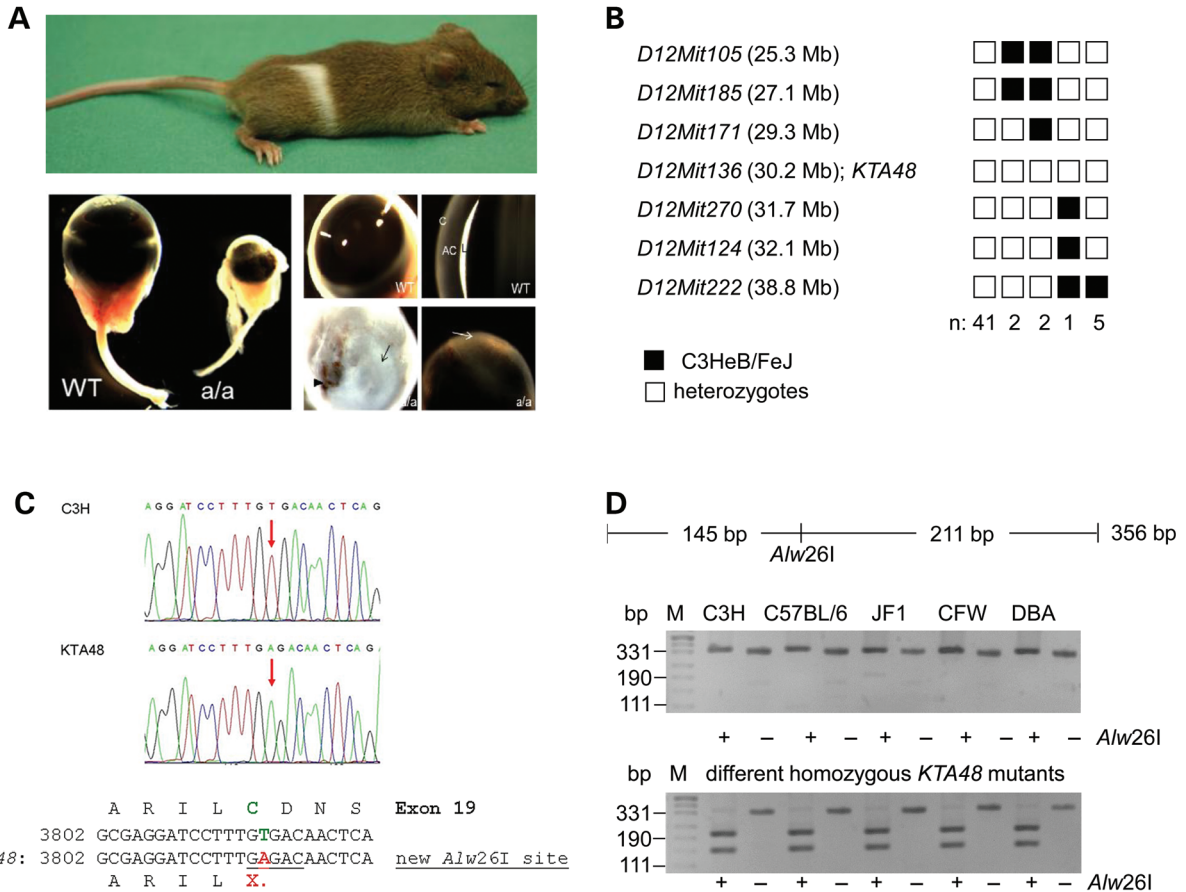 A
WT
a/a
WT
C
AC
L
WT
a/a
a/a
B
D12Mit105 (25.3 Mb)
D12Mit185 (27.1 Mb)
D12Mit171 (29.3 Mb)
D12Mit136 (30.2 Mb); KTA48
D12Mit270 (31.7 Mb)
D12Mit124 (32.1 Mb)
D12Mit222 (38.8 Mb)
n: 41 2 2 1 5
C3HeB/FeJ
heterozygotes
C
C3H
AGGATCCTTTGTGACAACTCAG
KTA48
AGGATCCTTTGAGACAACTCAG
A R I L C D N S Exon 19
3802 GCGAGGATCCTTTGTGACAACTCA
48: 3802 GCGAGGATCCTTTGAGACAACTCA new Alw26I site
A R I L X.
D
145 bp 211 bp 356 bp
Alw26I
bp M C3H C57BL/6 JF1 CFW DBA
331
190
111
+ – + – + – + – + – Alw26I
bp M different homozygous KTA48 mutants
331
190
111
+ – + – + – + – + – Alw26I